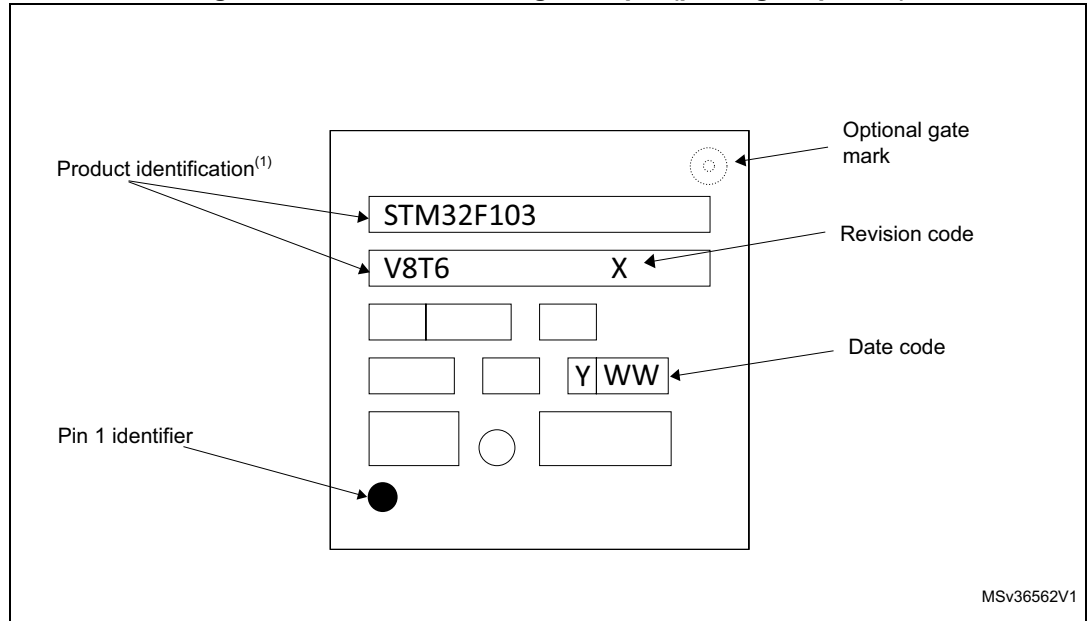 Optional gate
mark
Product identification(1)
STM32F103
Revision code
V8T6 X
Date code
Y WW
Pin 1 identifier
MSv36562V1